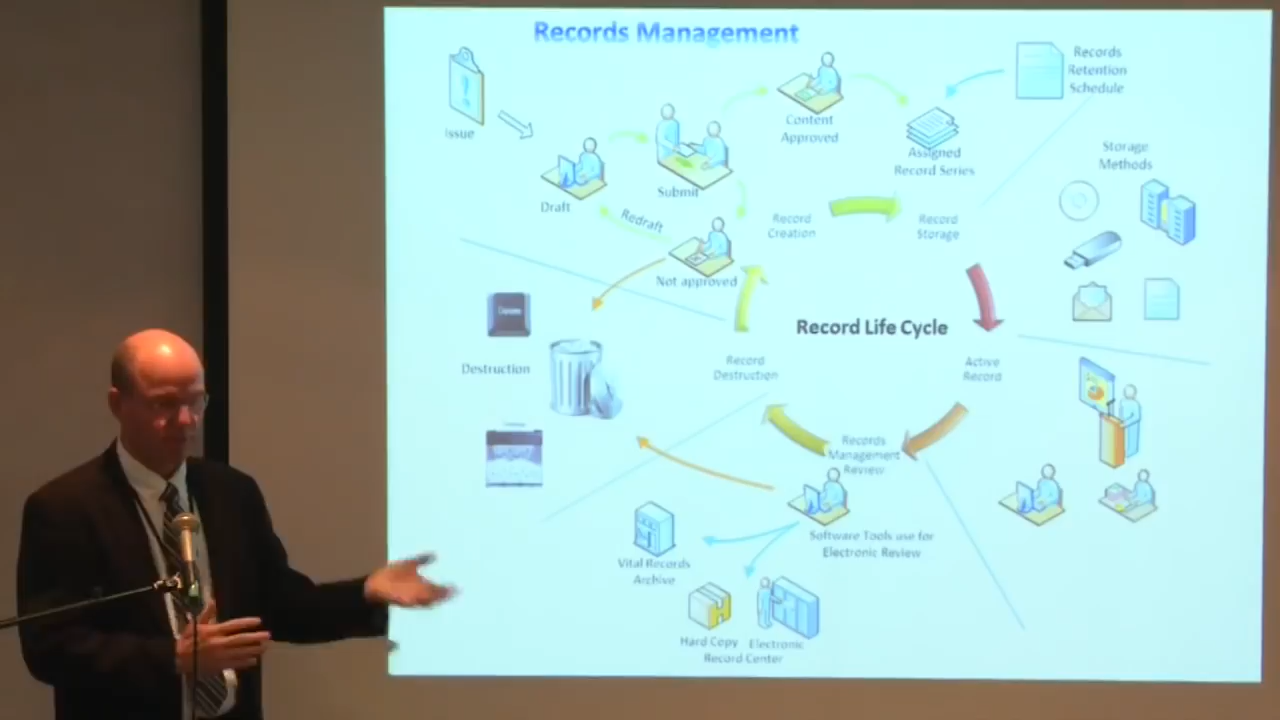 Records Management
Issue
Draft
Submit
Redraft
Not approved
Content
Approved
Assigned
Record Series
Records
Retention
Schedule
Storage
Methods
Record
Creation
Record
Storage
Record Life Cycle
Active
Record
Records
Management
Review
Record
Destruction
Destruction
Software Tools use for
Electronic Review
Vital Records
Archive
Hard Copy
Electronic
Record Center